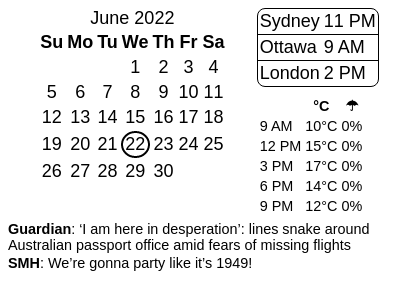 June 2022
Su Mo Tu We Th Fr Sa
1 2 3 4
5 6 7 8 9 10 11
12 13 14 15 16 17 18
19 20 21 22 23 24 25
26 27 28 29 30
Sydney 11 PM
Ottawa 9 AM
London 2 PM
°C ☂
9 AM 10°C 0%
12 PM 15°C 0%
3 PM 17°C 0%
6 PM 14°C 0%
9 PM 12°C 0%
Guardian: ‘I am here in desperation’: lines snake around
Australian passport office amid fears of missing flights
SMH: We’re gonna party like it’s 1949!